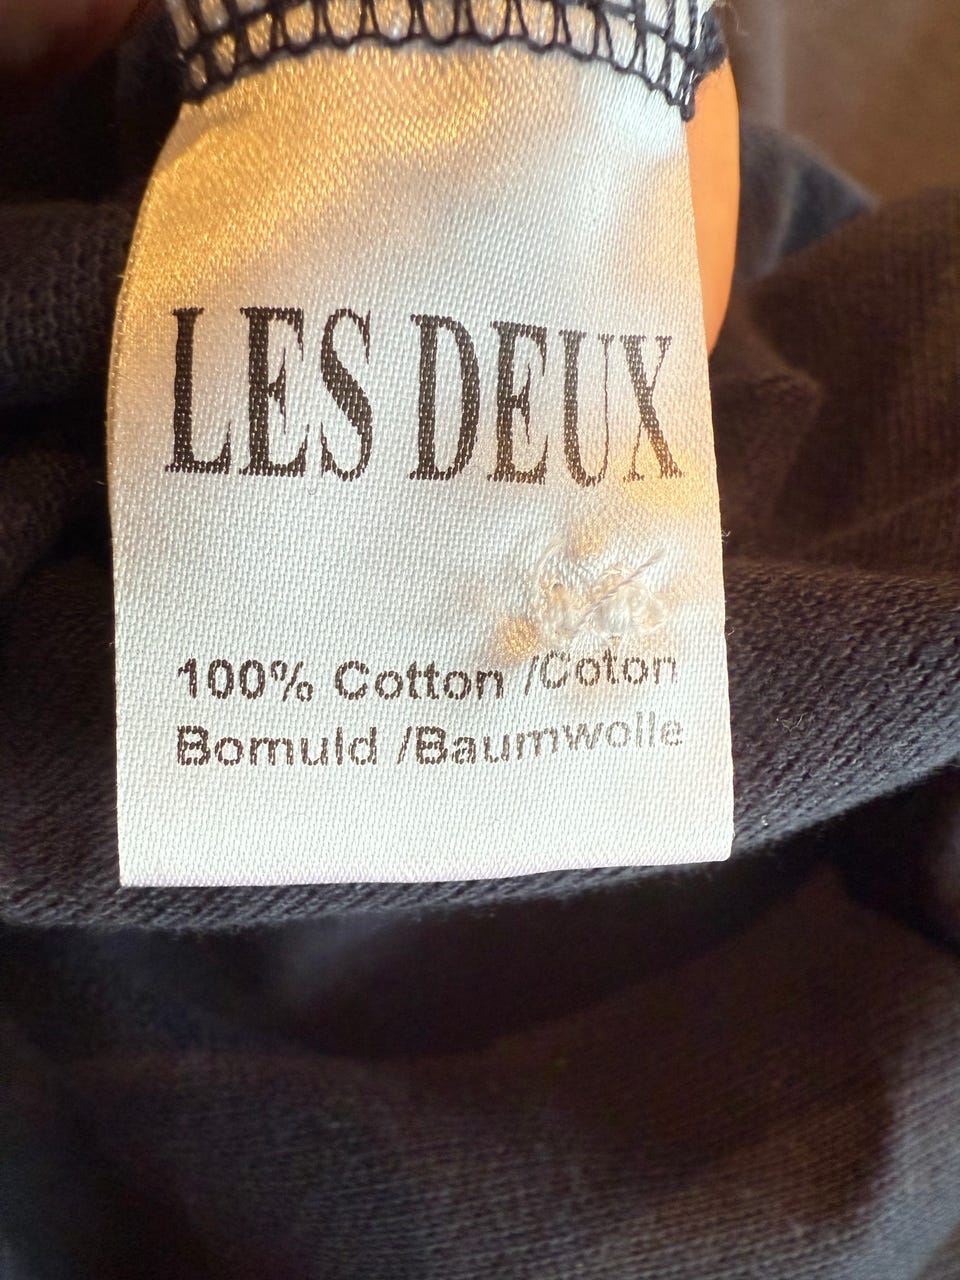 LES DEUX
100% Cotton /Coton
Bomuld /Baumwolle